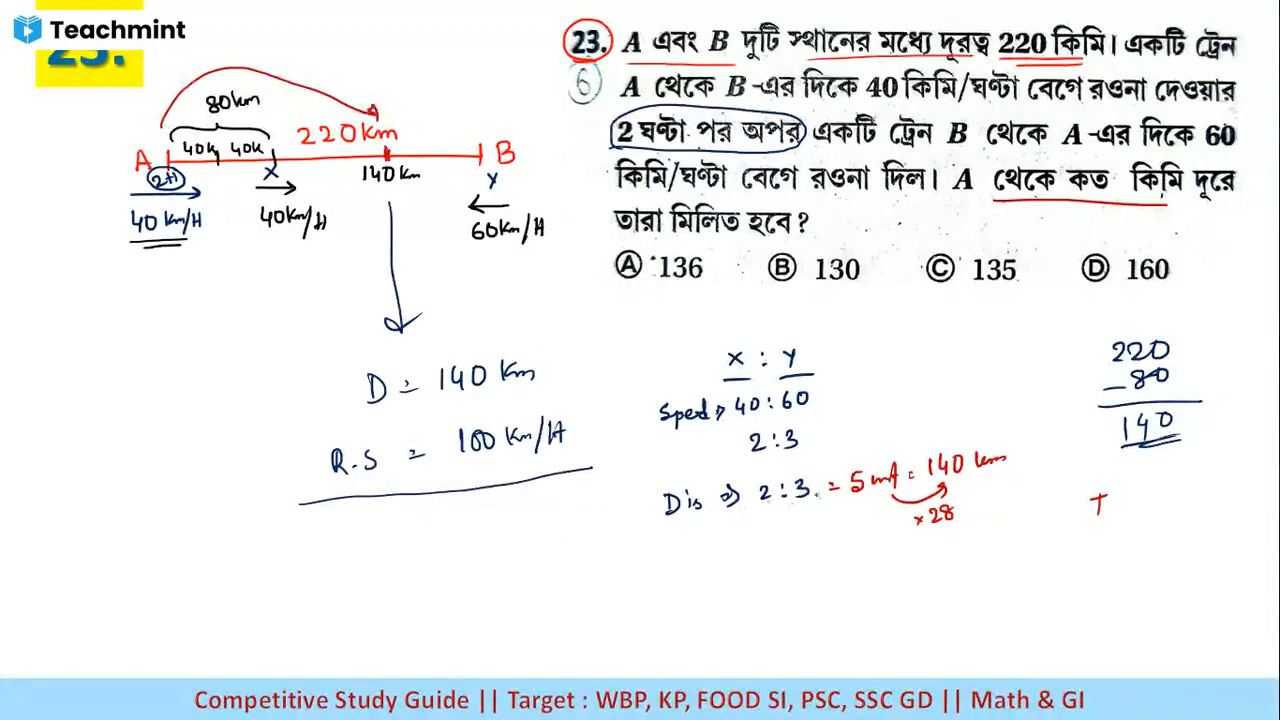 Teachmint
23.
23. A এবং B দুটি স্থানের মধ্যে দূরত্ব 220 কিমি। একটি ট্রেন
6
A থেকে B-এর দিকে 40 কিমি/ঘণ্টা বেগে রওনা দেওয়ার
2 ঘণ্টা পর অপর একটি ট্রেন B থেকে A-এর দিকে 60
কিমি/ঘণ্টা বেগে রওনা দিল। A থেকে কত কিমি দূরে
তারা মিলিত হবে?
Ⓐ 136 Ⓑ 130 Ⓒ 135 Ⓓ 160
80km
220km
A 40k 40k B
x 140km y
40 km/H 40km/H 60km/H
D = 140 km
R.S = 100 km/H
x : y
Speed 40 : 60
2 : 3
Dis ⇒ 2 : 3 = 5 = 140 km
×28
220
- 80
140
Competitive Study Guide || Target : WBP, KP, FOOD SI, PSC, SSC GD || Math & GI